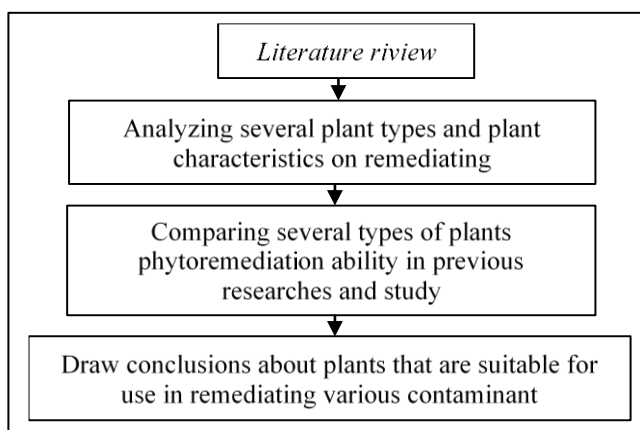 Literature riview
Analyzing several plant types and plant
characteristics on remediating
Comparing several types of plants
phytoremediation ability in previous
researches and study
Draw conclusions about plants that are suitable for
use in remediating various contaminant